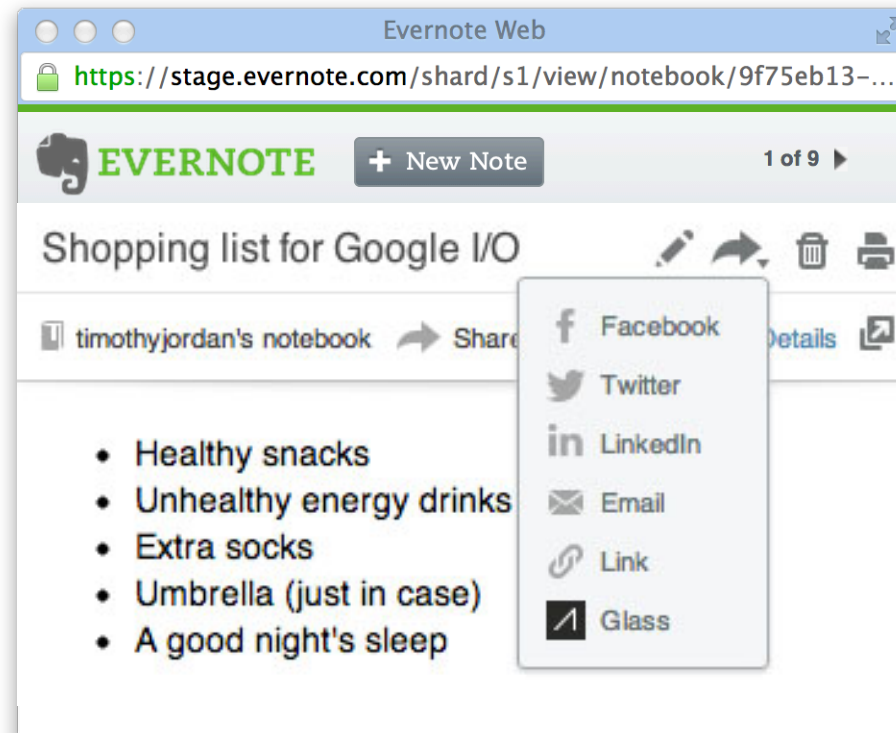 Evernote Web
https://stage.evernote.com/shard/s1/view/notebook/9f75eb13-...
EVERNOTE
+ New Note
1 of 9
Shopping list for Google I/O
timothyjordan's notebook Share Details
Facebook
Twitter
LinkedIn
Email
Link
Glass
• Healthy snacks
• Unhealthy energy drinks
• Extra socks
• Umbrella (just in case)
• A good night's sleep